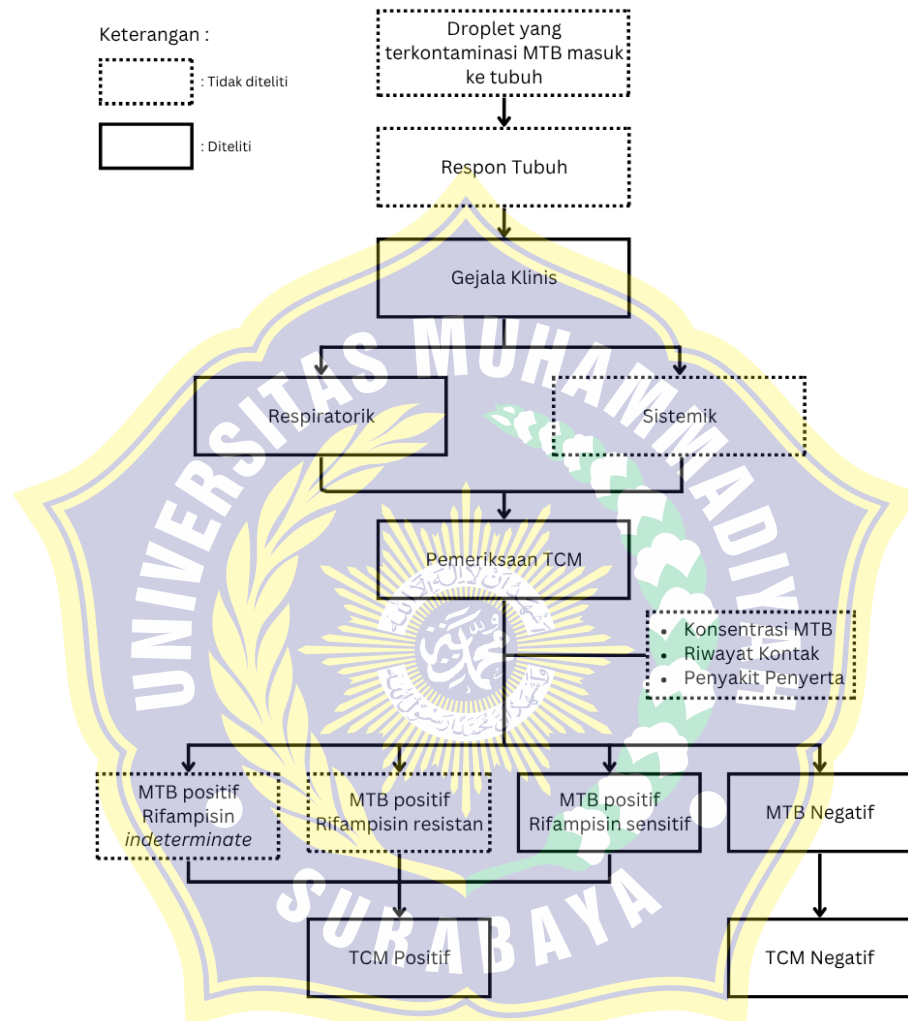 Keterangan :
: Tidak diteliti
: Diteliti
Droplet yang
terkontaminasi MTB masuk
ke tubuh
Respon Tubuh
Gejala Klinis
Respiratorik
Sistemik
Pemeriksaan TCM
• Konsentrasi MTB
• Riwayat Kontak
• Penyakit Penyerta
MTB positif
Rifampisin
indeterminate
MTB positif
Rifampisin resistan
MTB positif
Rifampisin sensitif
MTB Negatif
TCM Positif
TCM Negatif
UNIVERSITAS MUHAMMADIYAH
SURABAYA